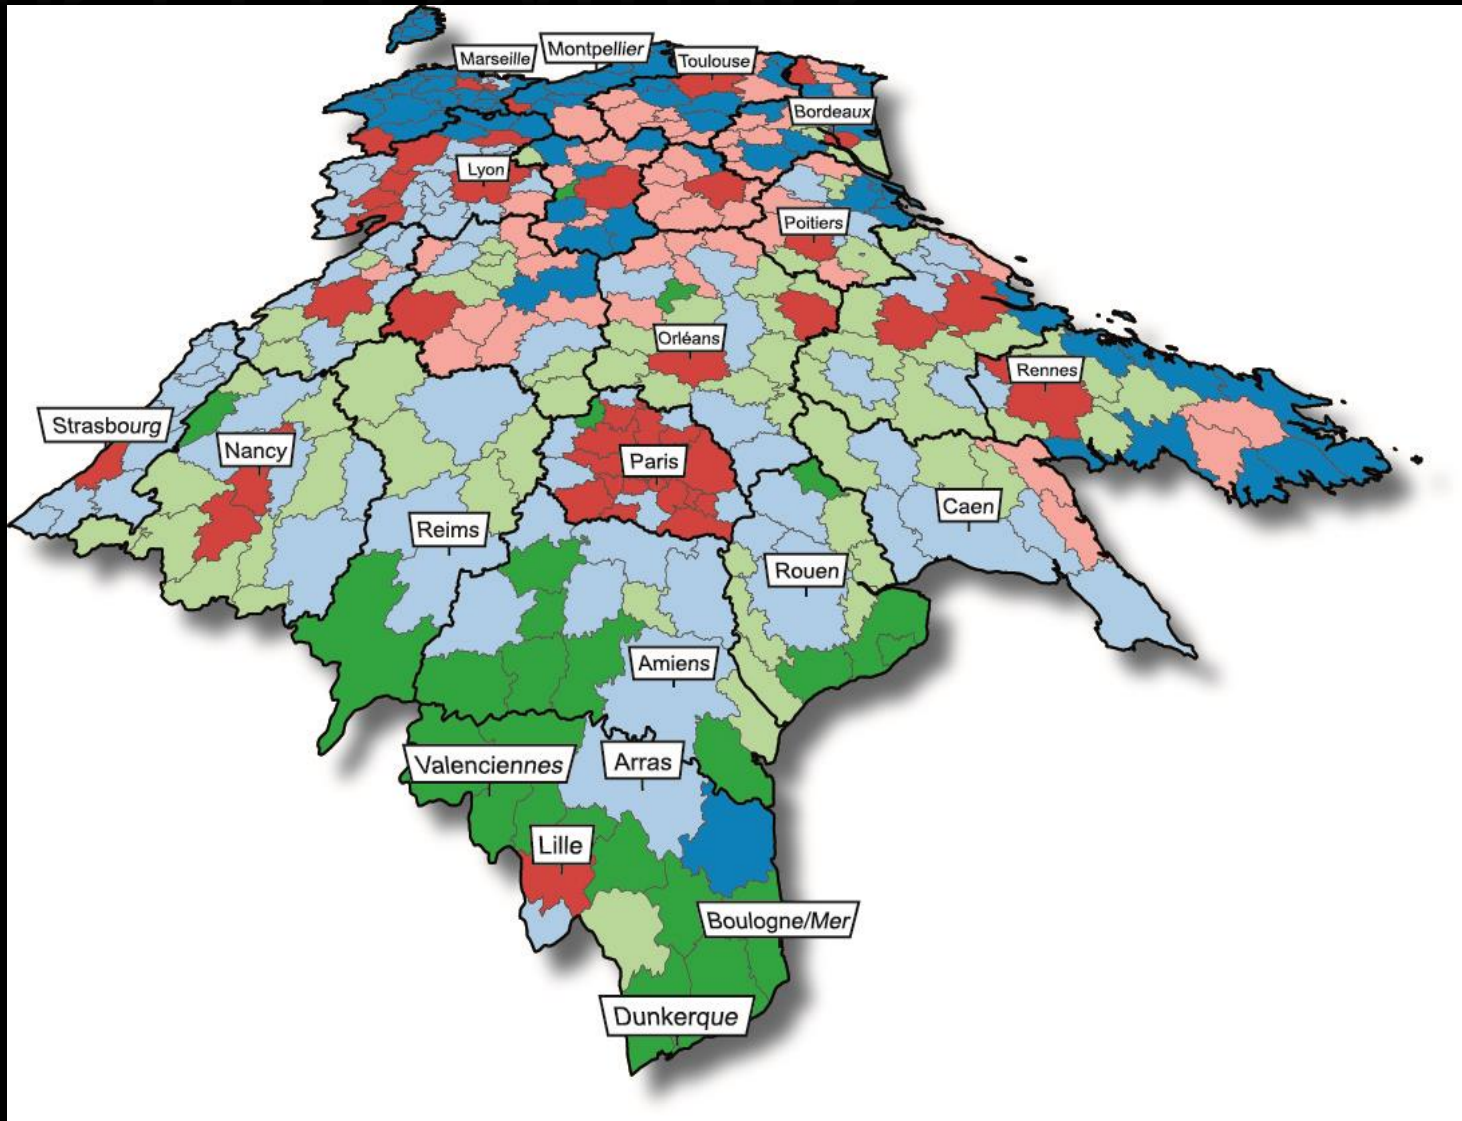 Marseille
Montpellier
Toulouse
Bordeaux
Lyon
Poitiers
Orléans
Rennes
Strasbourg
Nancy
Paris
Reims
Caen
Rouen
Amiens
Valenciennes
Arras
Lille
Boulogne/Mer
Dunkerque